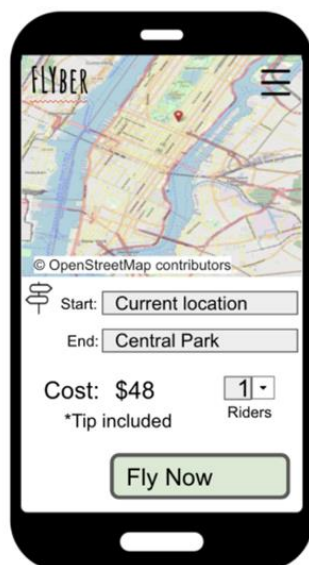 FLYBER
© OpenStreetMap contributors
Start: Current location
End: Central Park
Cost: $48
*Tip included
1
Riders
Fly Now